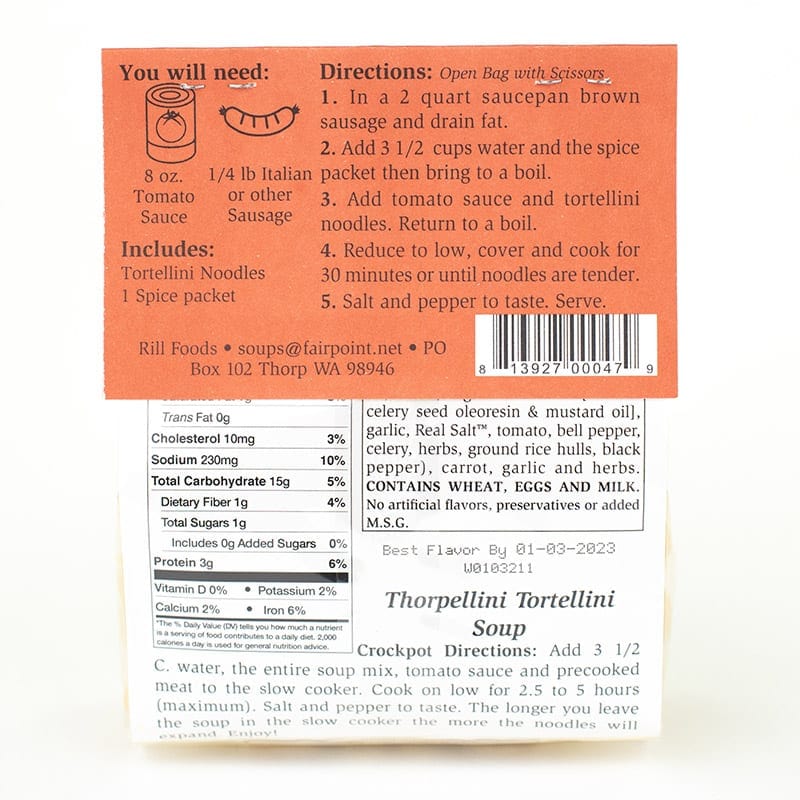 You will need:
8 oz.
Tomato
Sauce
1/4 lb Italian
or other
Sausage
Includes:
Tortellini Noodles
1 Spice packet
Directions: Open Bag with Scissors
1. In a 2 quart saucepan brown
sausage and drain fat.
2. Add 3 1/2 cups water and the spice
packet then bring to a boil.
3. Add tomato sauce and tortellini
noodles. Return to a boil.
4. Reduce to low, cover and cook for
30 minutes or until noodles are tender.
5. Salt and pepper to taste. Serve.
Rill Foods • soups@fairpoint.net • PO
Box 102 Thorp WA 98946
8 13927 00047 9
Trans Fat 0g
Cholesterol 10mg 3%
Sodium 230mg 10%
Total Carbohydrate 15g 5%
Dietary Fiber 1g 4%
Total Sugars 1g
Includes 0g Added Sugars 0%
Protein 3g 6%
Vitamin D 0% • Potassium 2%
Calcium 2% • Iron 6%
*The % Daily Value (DV) tells you how much a nutrient
is a serving of food contributes to a daily diet. 2,000
calories a day is used for general nutrition advice.
celery seed oleoresin & mustard oil],
garlic, Real Salt™, tomato, bell pepper,
celery, herbs, ground rice hulls, black
pepper), carrot, garlic and herbs.
CONTAINS WHEAT, EGGS AND MILK.
No artificial flavors, preservatives or added
M.S.G.
Best Flavor By 01-03-2023
W0103211
Thorpellini Tortellini
Soup
Crockpot Directions: Add 3 1/2
C. water, the entire soup mix, tomato sauce and precooked
meat to the slow cooker. Cook on low for 2.5 to 5 hours
(maximum). Salt and pepper to taste. The longer you leave
the soup in the slow cooker the more the noodles will
expand. Enjoy!